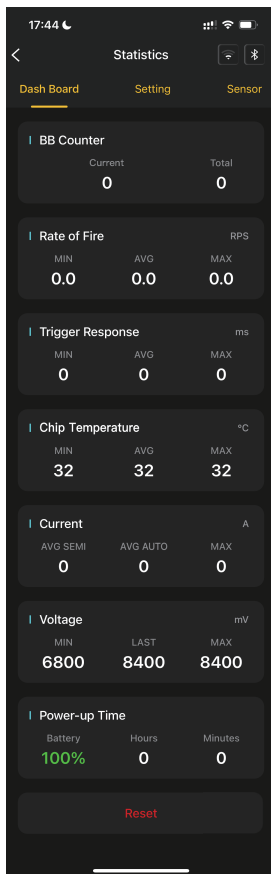 17:44
Statistics
Dash Board Setting Sensor
BB Counter
Current Total
0 0
Rate of Fire RPS
MIN AVG MAX
0.0 0.0 0.0
Trigger Response ms
MIN AVG MAX
0 0 0
Chip Temperature °C
MIN AVG MAX
32 32 32
Current A
AVG SEMI AVG AUTO MAX
0 0 0
Voltage mV
MIN LAST MAX
6800 8400 8400
Power-up Time
Battery Hours Minutes
100% 0 0
Reset